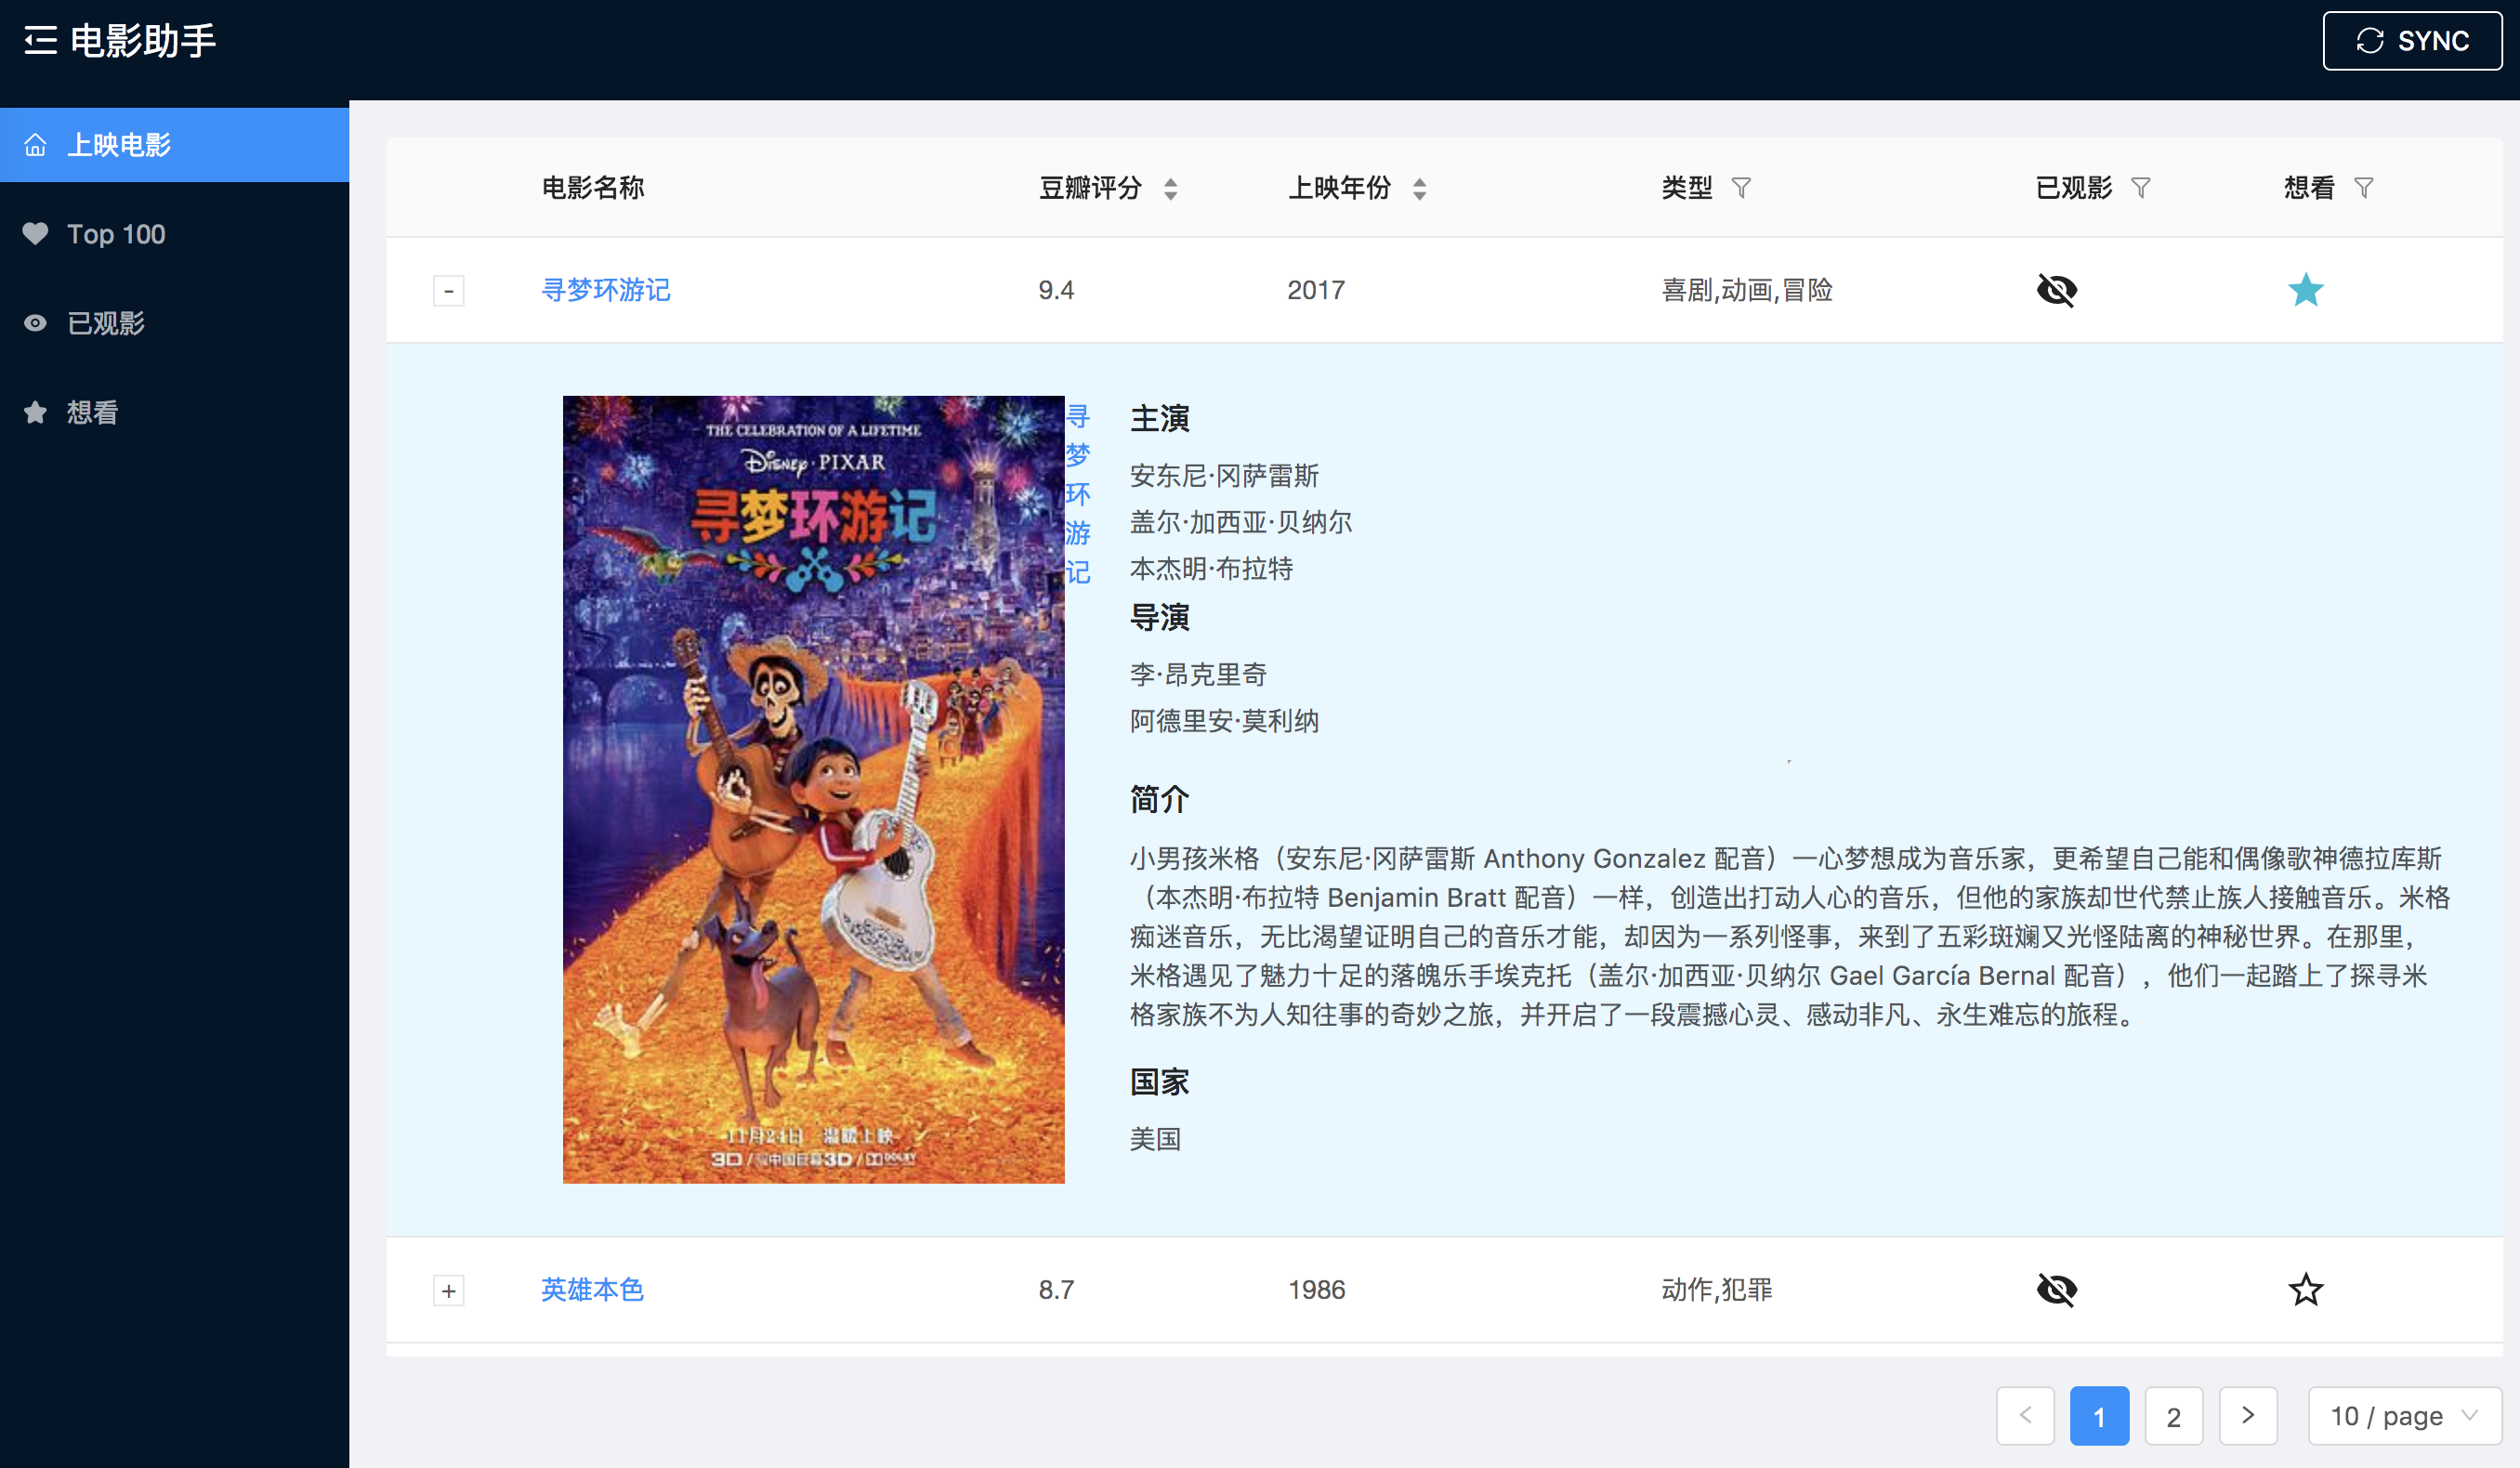 电影助手
SYNC
上映电影
Top 100
已观影
想看
电影名称 豆瓣评分 上映年份 类型 已观影 想看
- 寻梦环游记 9.4 2017 喜剧,动画,冒险
THE CELEBRATION OF A LIFETIME
DISNEY·PIXAR
寻梦环游记
11月24日 温暖上映
3D / 中国巨幕3D / DOLBY
寻
梦
环
游
记
主演
安东尼·冈萨雷斯
盖尔·加西亚·贝纳尔
本杰明·布拉特
导演
李·昂克里奇
阿德里安·莫利纳
简介
小男孩米格（安东尼·冈萨雷斯 Anthony Gonzalez 配音）一心梦想成为音乐家，更希望自己能和偶像歌神德拉库斯
（本杰明·布拉特 Benjamin Bratt 配音）一样，创造出打动人心的音乐，但他的家族却世代禁止族人接触音乐。米格
痴迷音乐，无比渴望证明自己的音乐才能，却因为一系列怪事，来到了五彩斑斓又光怪陆离的神秘世界。在那里，
米格遇见了魅力十足的落魄乐手埃克托（盖尔·加西亚·贝纳尔 Gael García Bernal 配音），他们一起踏上了探寻米
格家族不为人知往事的奇妙之旅，并开启了一段震撼心灵、感动非凡、永生难忘的旅程。
国家
美国
+ 英雄本色 8.7 1986 动作,犯罪
< 1 2 > 10 / page